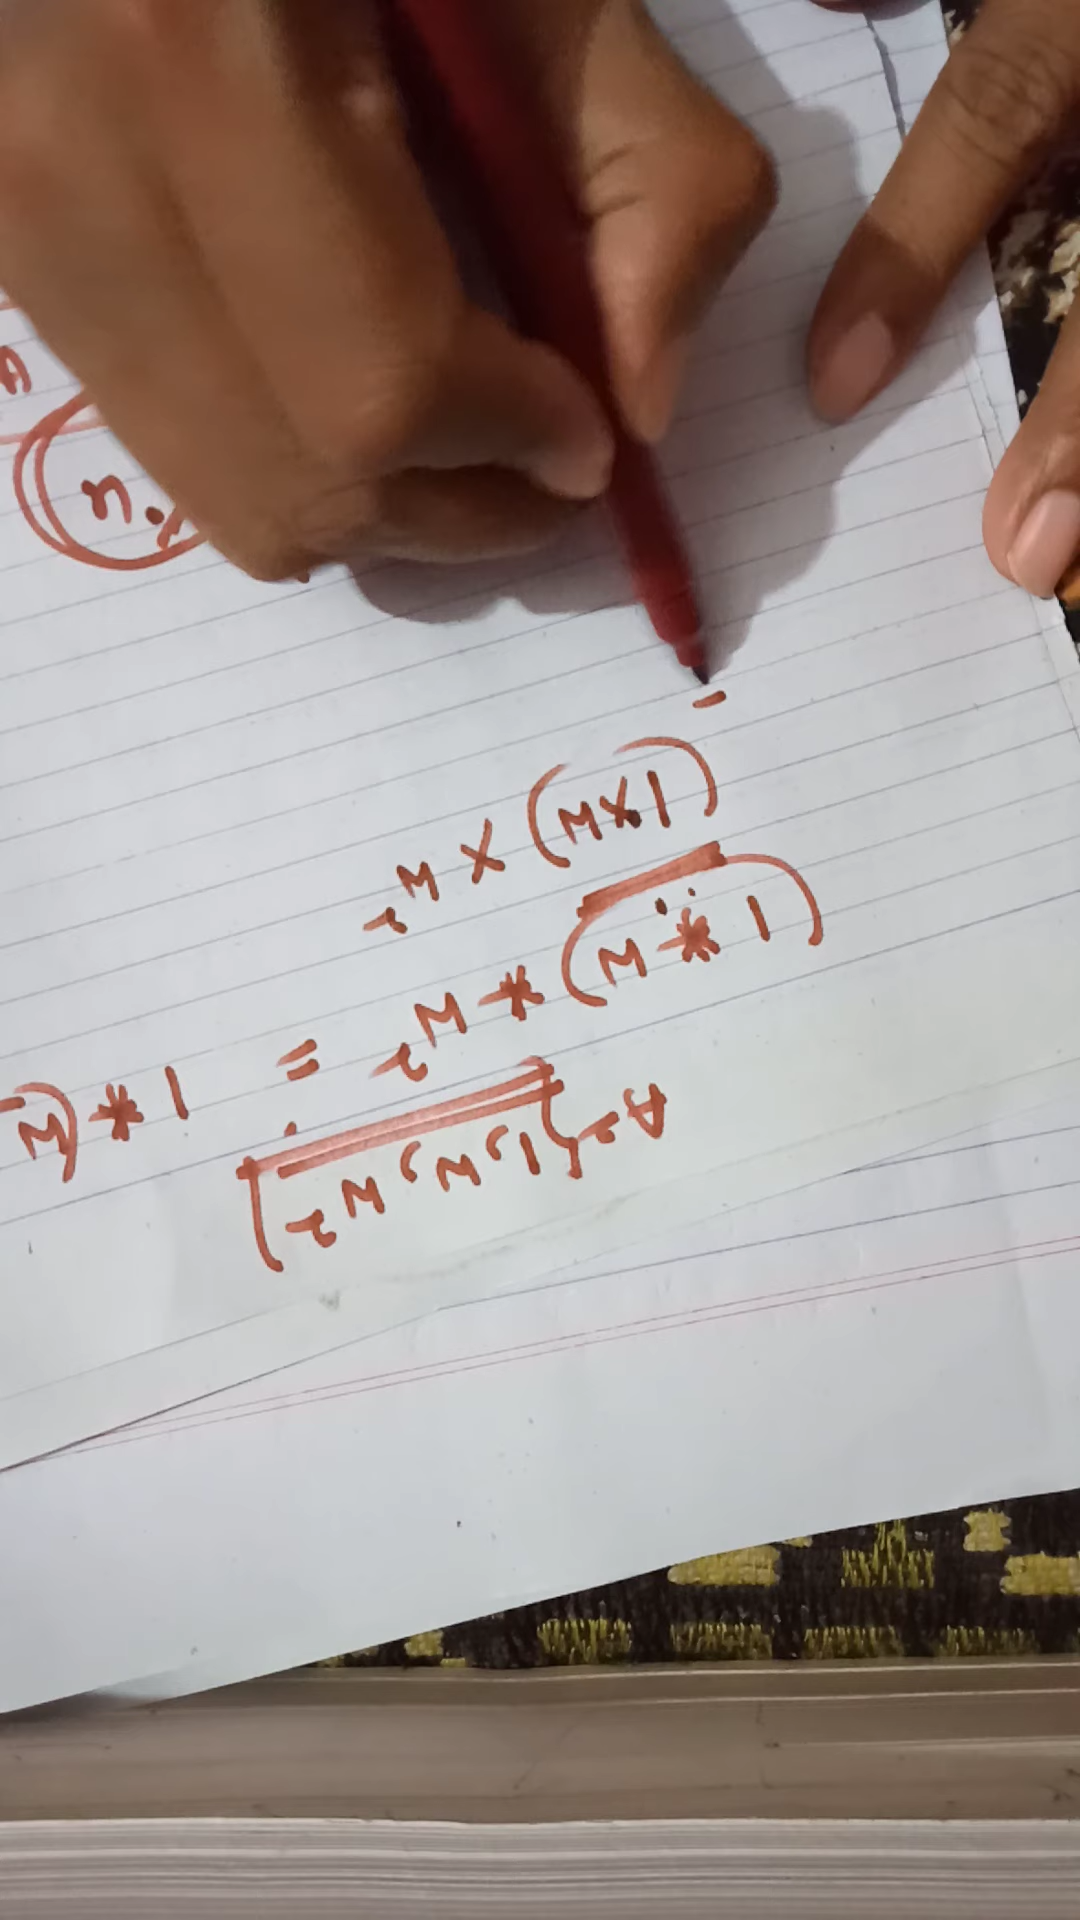 A = {1, ω, ω²}
(1 * ω) * ω² = 1 * (ω
(1 × ω) × ω²